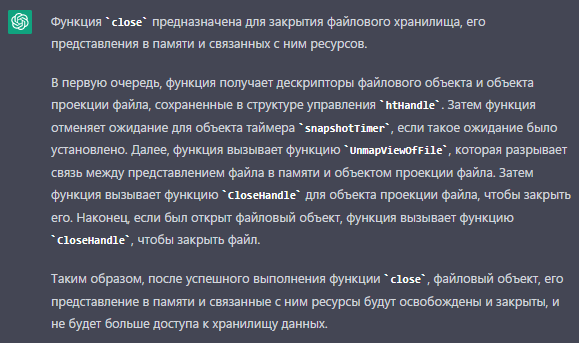 Функция `close` предназначена для закрытия файлового хранилища, его
представления в памяти и связанных с ним ресурсов.
В первую очередь, функция получает дескрипторы файлового объекта и объекта
проекции файла, сохраненные в структуре управления `htHandle`. Затем функция
отменяет ожидание для объекта таймера `snapshotTimer`, если такое ожидание было
установлено. Далее, функция вызывает функцию `UnmapViewOfFile`, которая разрывает
связь между представлением файла в памяти и объектом проекции файла. Затем
функция вызывает функцию `CloseHandle` для объекта проекции файла, чтобы закрыть
его. Наконец, если был открыт файловый объект, функция вызывает функцию
`CloseHandle`, чтобы закрыть файл.
Таким образом, после успешного выполнения функции `close`, файловый объект, его
представление в памяти и связанные с ним ресурсы будут освобождены и закрыты, и
не будет больше доступа к хранилищу данных.